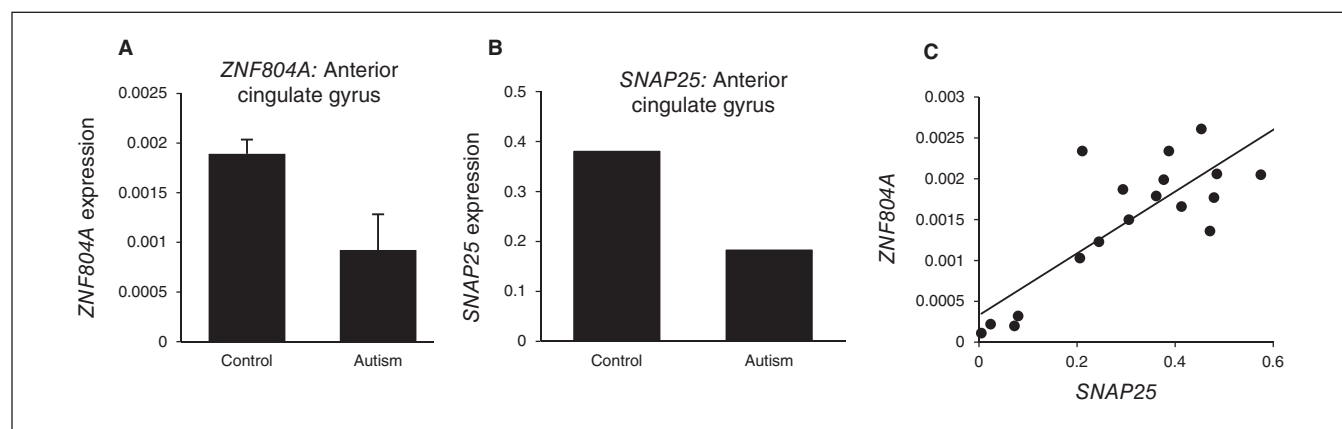 A
ZNF804A: Anterior
cingulate gyrus
ZNF804A expression
0.0025
0.002
0.0015
0.001
0.0005
0
Control
Autism
B
SNAP25: Anterior
cingulate gyrus
SNAP25 expression
0.5
0.4
0.3
0.2
0.1
0
Control
Autism
C
ZNF804A
0.003
0.0025
0.002
0.0015
0.001
0.0005
0
0
0.2
0.4
0.6
SNAP25